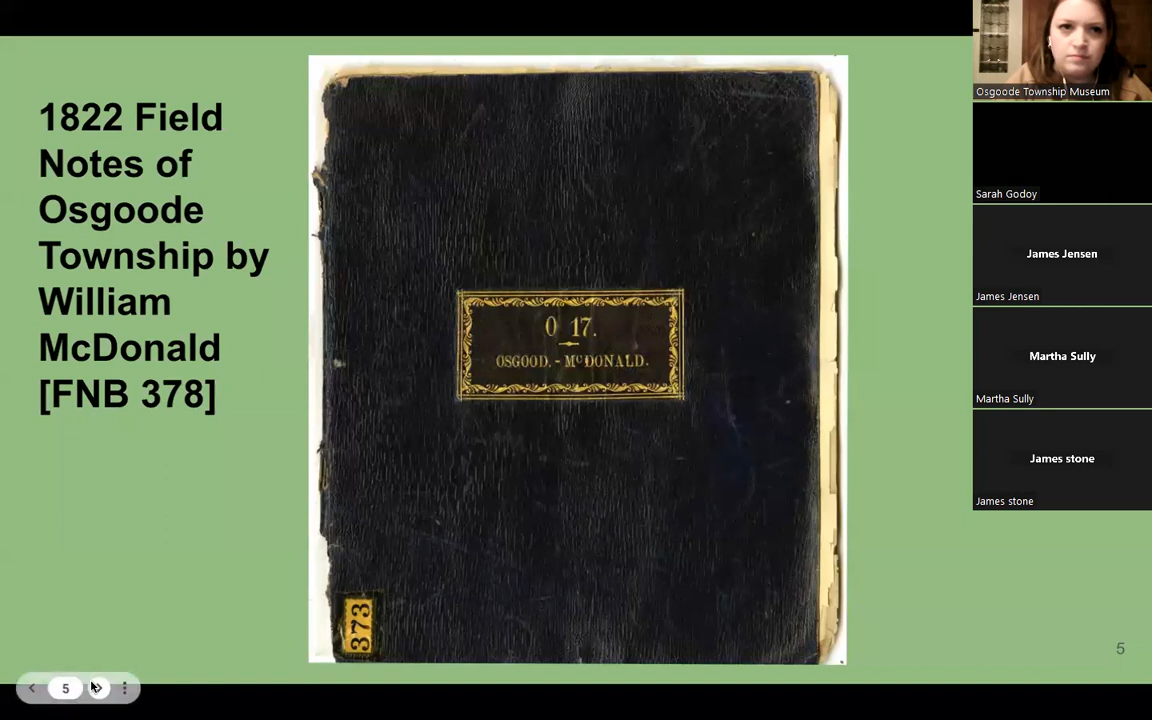 1822 Field
Notes of
Osgoode
Township by
William
McDonald
[FNB 378]
O 17.
OSGOOD. - McDONALD.
373
5
5
Osgoode Township Museum
Sarah Godoy
James Jensen
James Jensen
Martha Sully
Martha Sully
James stone
James stone